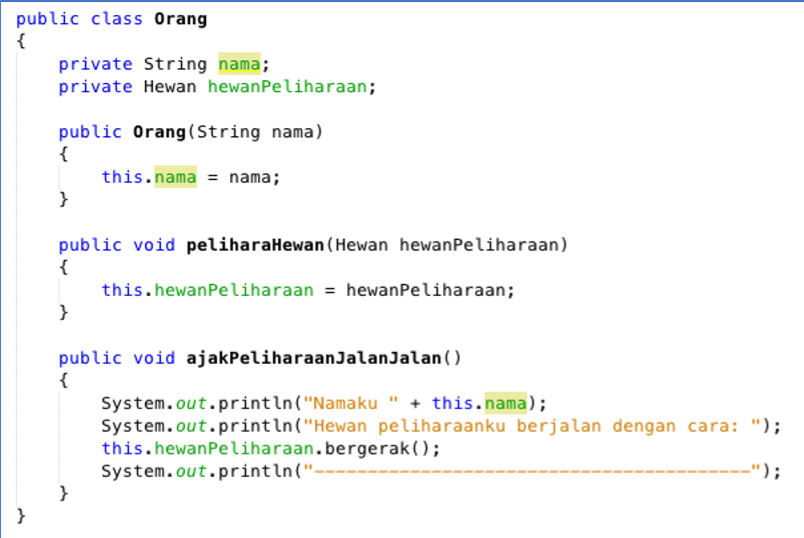 public class Orang
{
    private String nama;
    private Hewan hewanPeliharaan;

    public Orang(String nama)
    {
        this.nama = nama;
    }

    public void peliharaHewan(Hewan hewanPeliharaan)
    {
        this.hewanPeliharaan = hewanPeliharaan;
    }

    public void ajakPeliharaanJalanJalan()
    {
        System.out.println("Namaku " + this.nama);
        System.out.println("Hewan peliharaanku berjalan dengan cara: ");
        this.hewanPeliharaan.bergerak();
        System.out.println("-----------------------------------------");
    }
}